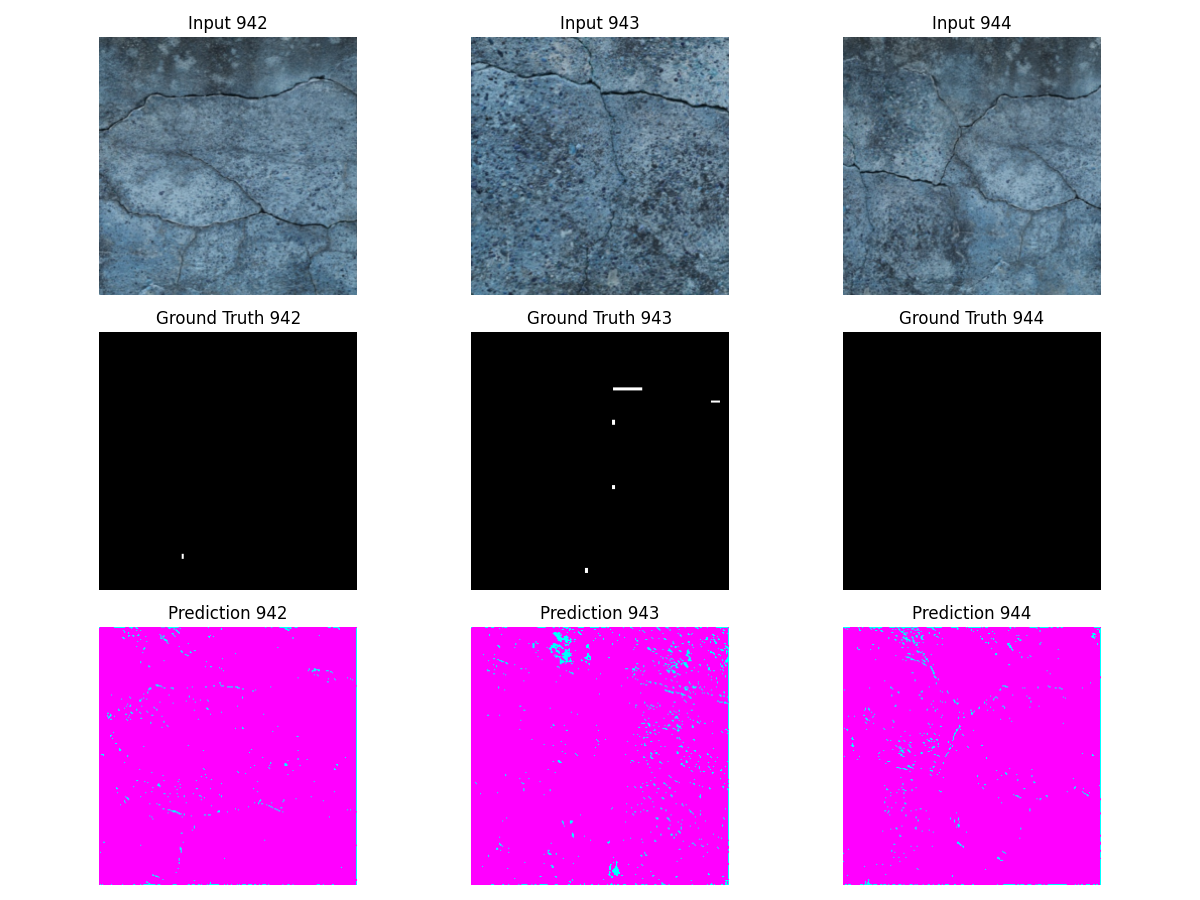 Input 942
Input 943
Input 944
Ground Truth 942
Ground Truth 943
Ground Truth 944
Prediction 942
Prediction 943
Prediction 944